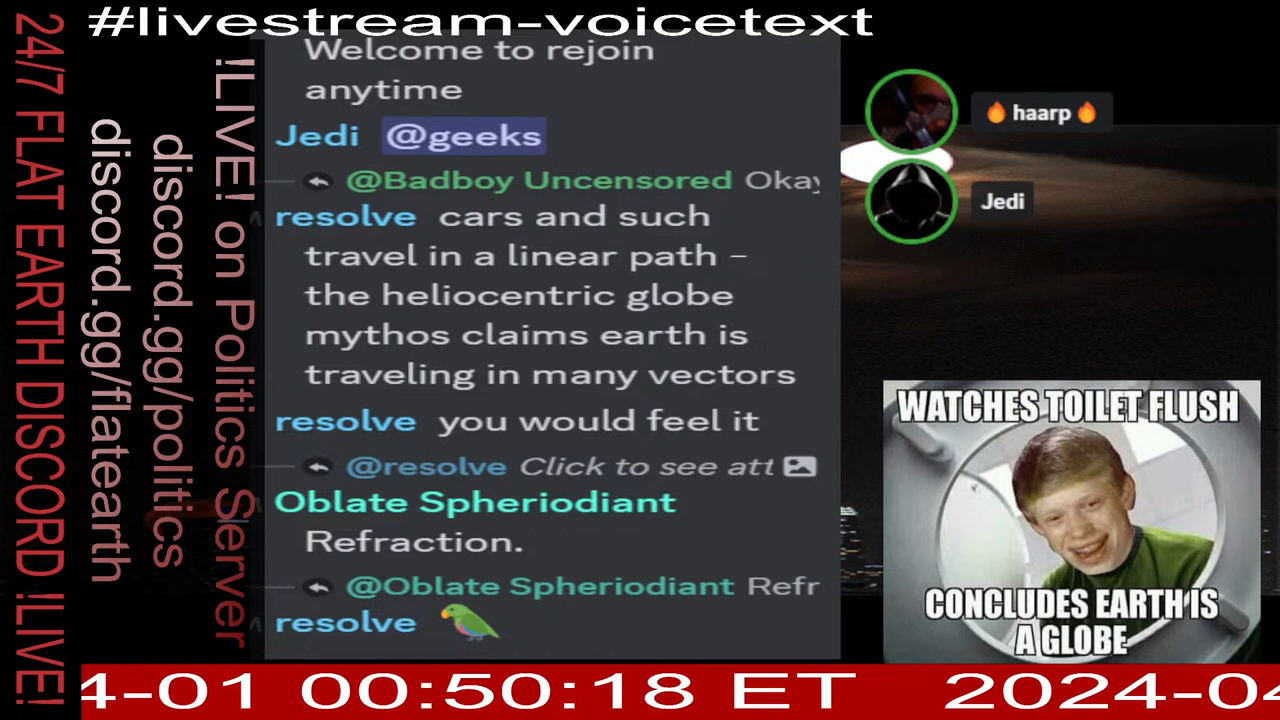 #livestream-voicetext
24/7 FLAT EARTH DISCORD !LIVE!
discord.gg/flatearth
discord.gg/politics
!LIVE! on Politics Server
Welcome to rejoin
anytime
Jedi @geeks
@Badboy Uncensored Okay
resolve cars and such
travel in a linear path -
the heliocentric globe
mythos claims earth is
traveling in many vectors
resolve you would feel it
@resolve Click to see att
Oblate Spheriodiant
Refraction.
@Oblate Spheriodiant Refr
resolve
haarp
Jedi
WATCHES TOILET FLUSH
CONCLUDES EARTH IS
A GLOBE
4-01 00:50:18 ET 2024-04